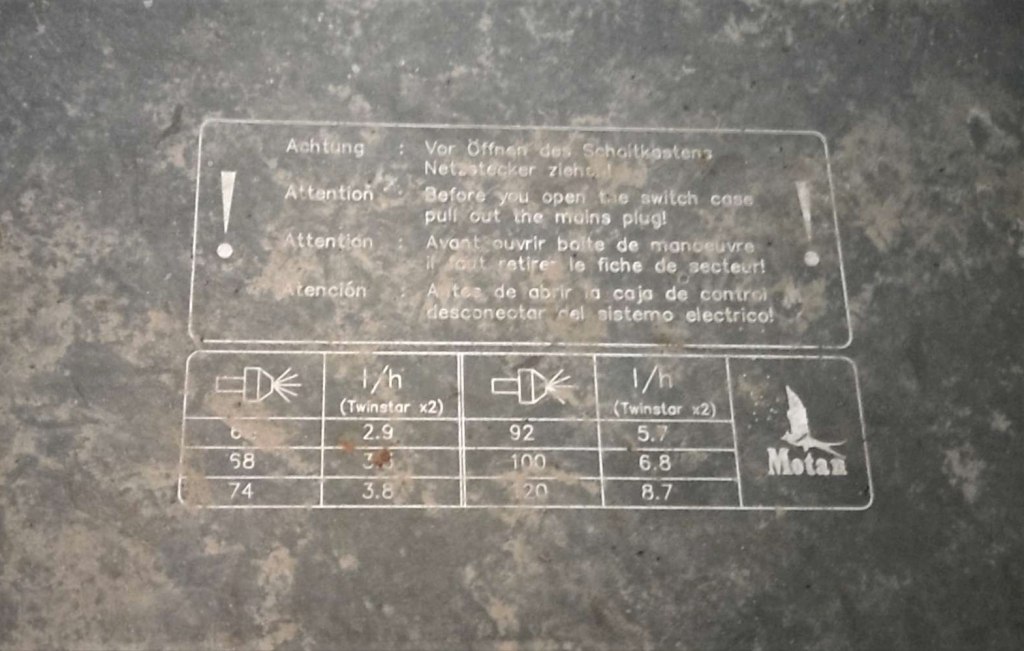 Achtung : Vor Öffnen des Schaltkastens
Netzstecker
Attention : Before you open the switch case
pull out the mains plug!
Attention : Avant ouvrir boite de manoeuvre
il faut retirer le fiche de secteur!
Atención : Antes de abrir la caja de control
desconectar del sistema electrico!
l/h l/h
(Twinstar x2) (Twinstar x2)
2.9 92 5.7
68 100 6.8
74 3.8 120 8.7
Motan